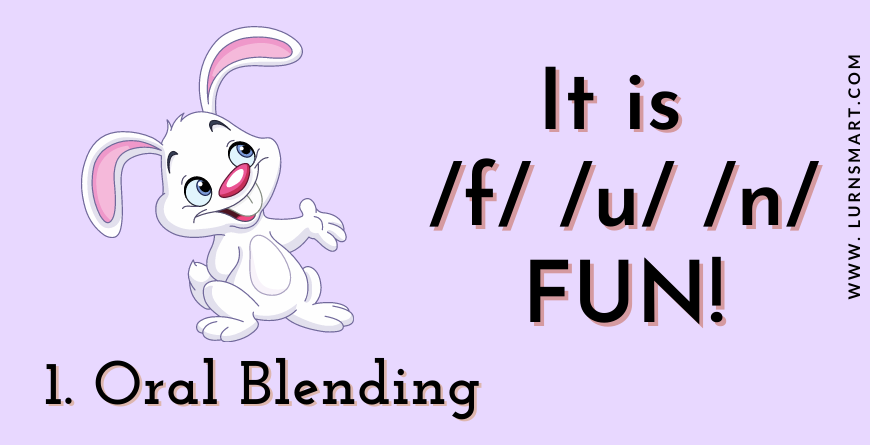 It is
/f/ /u/ /n/
FUN!
1. Oral Blending
WWW. LURNSMART.COM